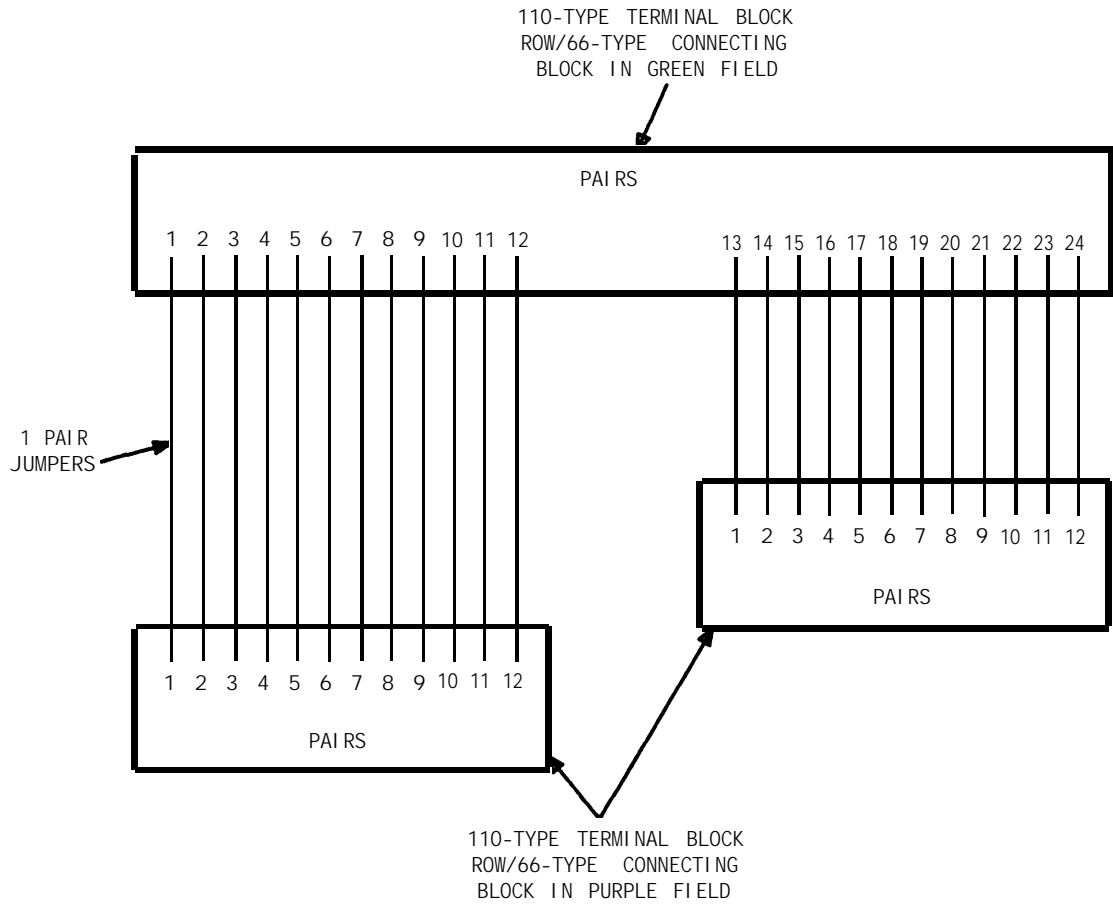 110-TYPE TERMINAL BLOCK
ROW/66-TYPE CONNECTING
BLOCK IN GREEN FIELD
PAIRS
1 2 3 4 5 6 7 8 9 10 11 12
13 14 15 16 17 18 19 20 21 22 23 24
1 PAIR
JUMPERS
1 2 3 4 5 6 7 8 9 10 11 12
PAIRS
1 2 3 4 5 6 7 8 9 10 11 12
PAIRS
110-TYPE TERMINAL BLOCK
ROW/66-TYPE CONNECTING
BLOCK IN PURPLE FIELD